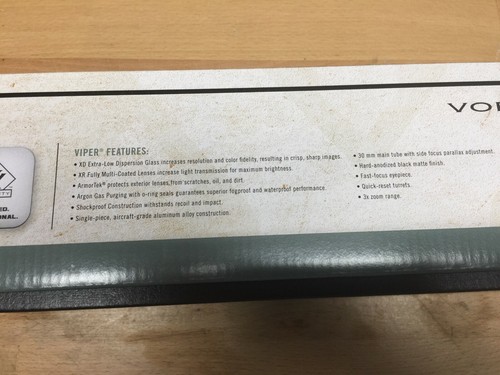 VIPER® FEATURES:
• XD Extra-Low Dispersion Glass increases resolution and color fidelity, resulting in crisp, sharp images.
• XR Fully Multi-Coated Lenses increase light transmission for maximum brightness.
• ArmorTek® protects exterior lenses from scratches, oil, and dirt.
• Argon Gas Purging with o-ring seals guarantees superior fogproof and waterproof performance.
• Shockproof Construction withstands recoil and impact.
• Single-piece, aircraft-grade aluminum alloy construction.
• 30 mm main tube with side focus parallax adjustment.
• Hard-anodized black matte finish.
• Fast-focus eyepiece.
• Quick-reset turrets.
• 3x zoom range.
VO